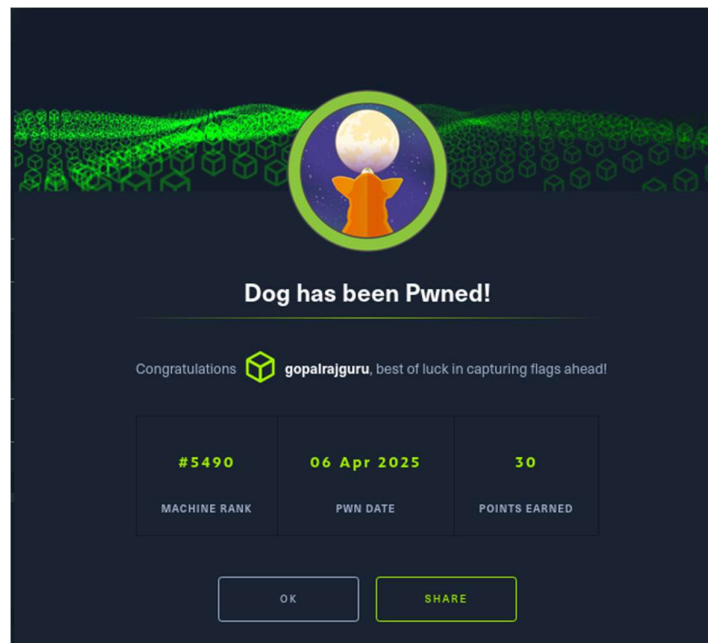 Dog has been Pwned!
Congratulations gopalrajguru, best of luck in capturing flags ahead!
#5490 06 Apr 2025 30
MACHINE RANK PWN DATE POINTS EARNED
OK SHARE